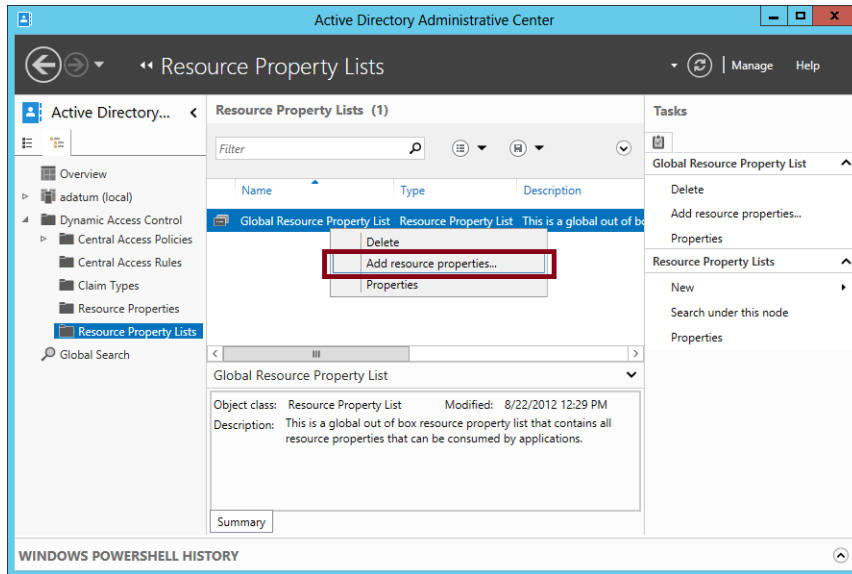 Active Directory Administrative Center
Resource Property Lists
Manage
Help
Active Directory...
Overview
adatum (local)
Dynamic Access Control
Central Access Policies
Central Access Rules
Claim Types
Resource Properties
Resource Property Lists
Global Search
Resource Property Lists (1)
Filter
Name Type Description
Global Resource Property List Resource Property List This is a global out of bo
Delete
Add resource properties...
Properties
Global Resource Property List
Object class: Resource Property List Modified: 8/22/2012 12:29 PM
Description: This is a global out of box resource property list that contains all
resource properties that can be consumed by applications.
Summary
Tasks
Global Resource Property List
Delete
Add resource properties...
Properties
Resource Property Lists
New
Search under this node
Properties
WINDOWS POWERSHELL HISTORY